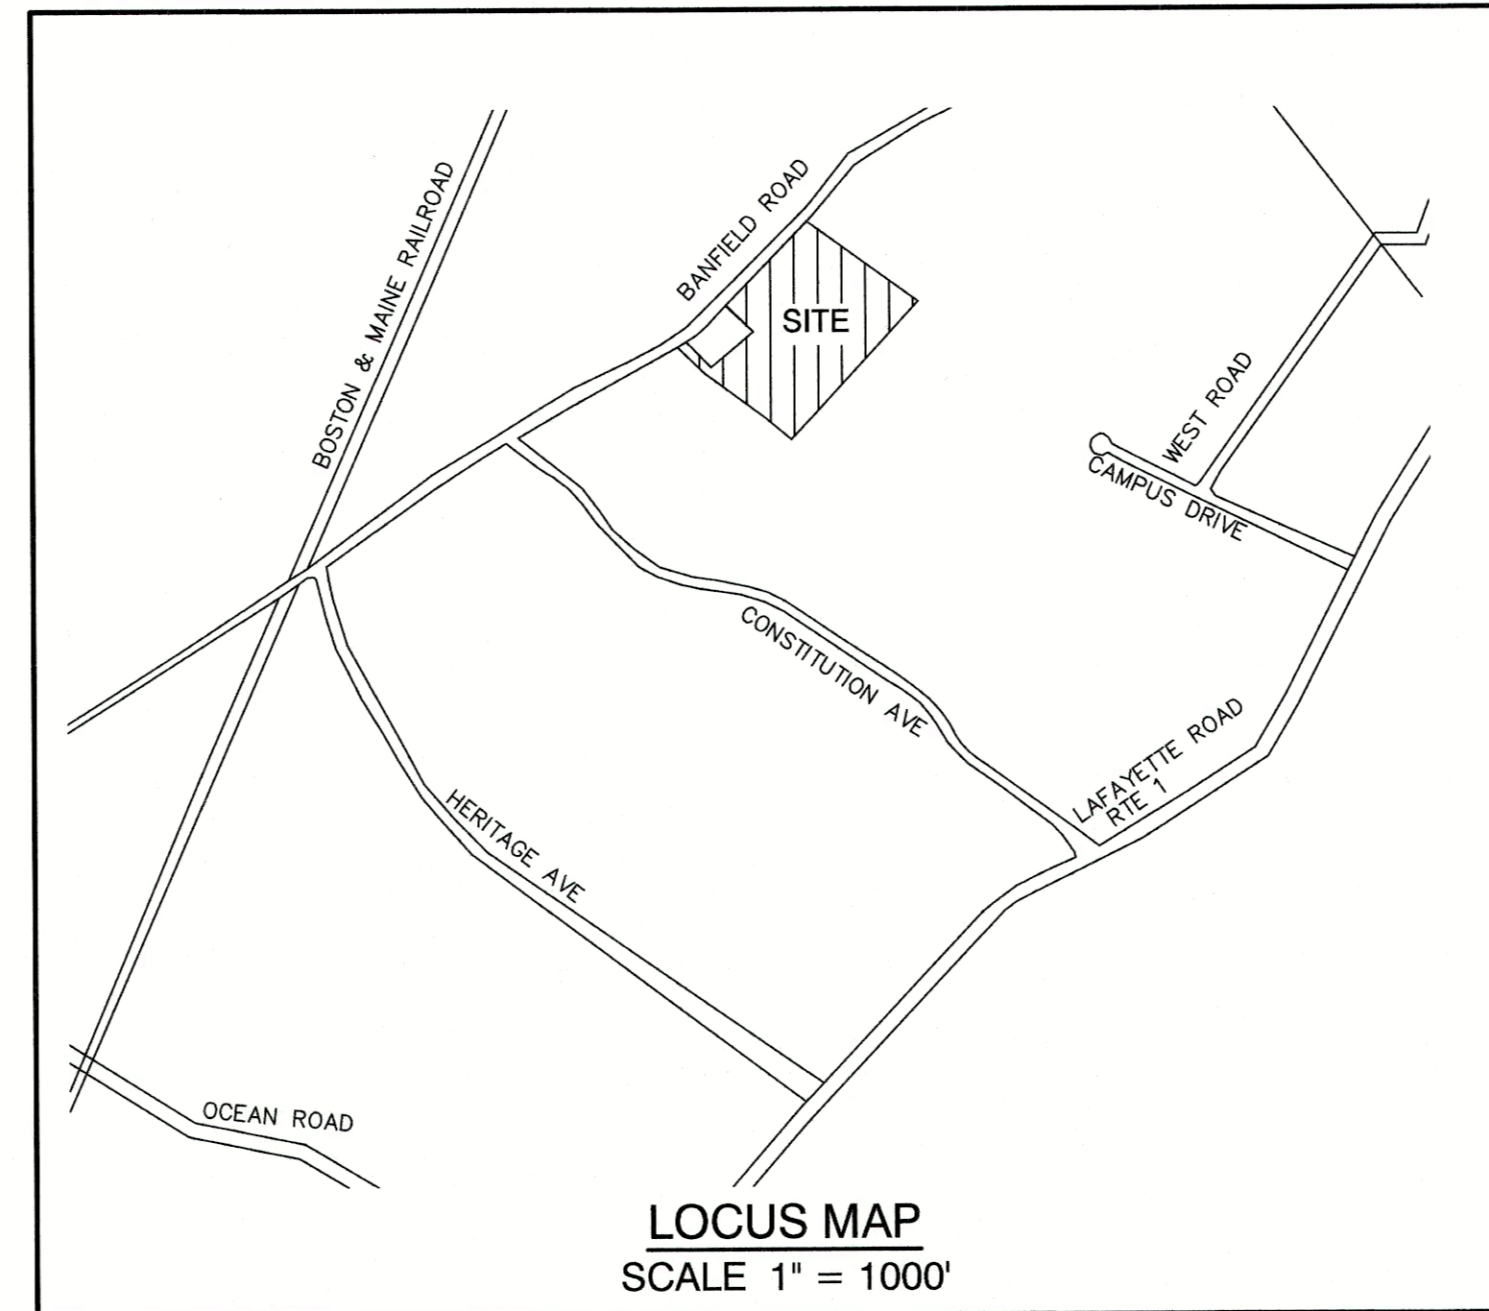 BANFIELD ROAD
BOSTON & MAINE RAILROAD
SITE
WEST ROAD
CAMPUS DRIVE
CONSTITUTION AVE
LAFAYETTE ROAD
RTE 1
HERITAGE AVE
OCEAN ROAD
LOCUS MAP
SCALE 1" = 1000'